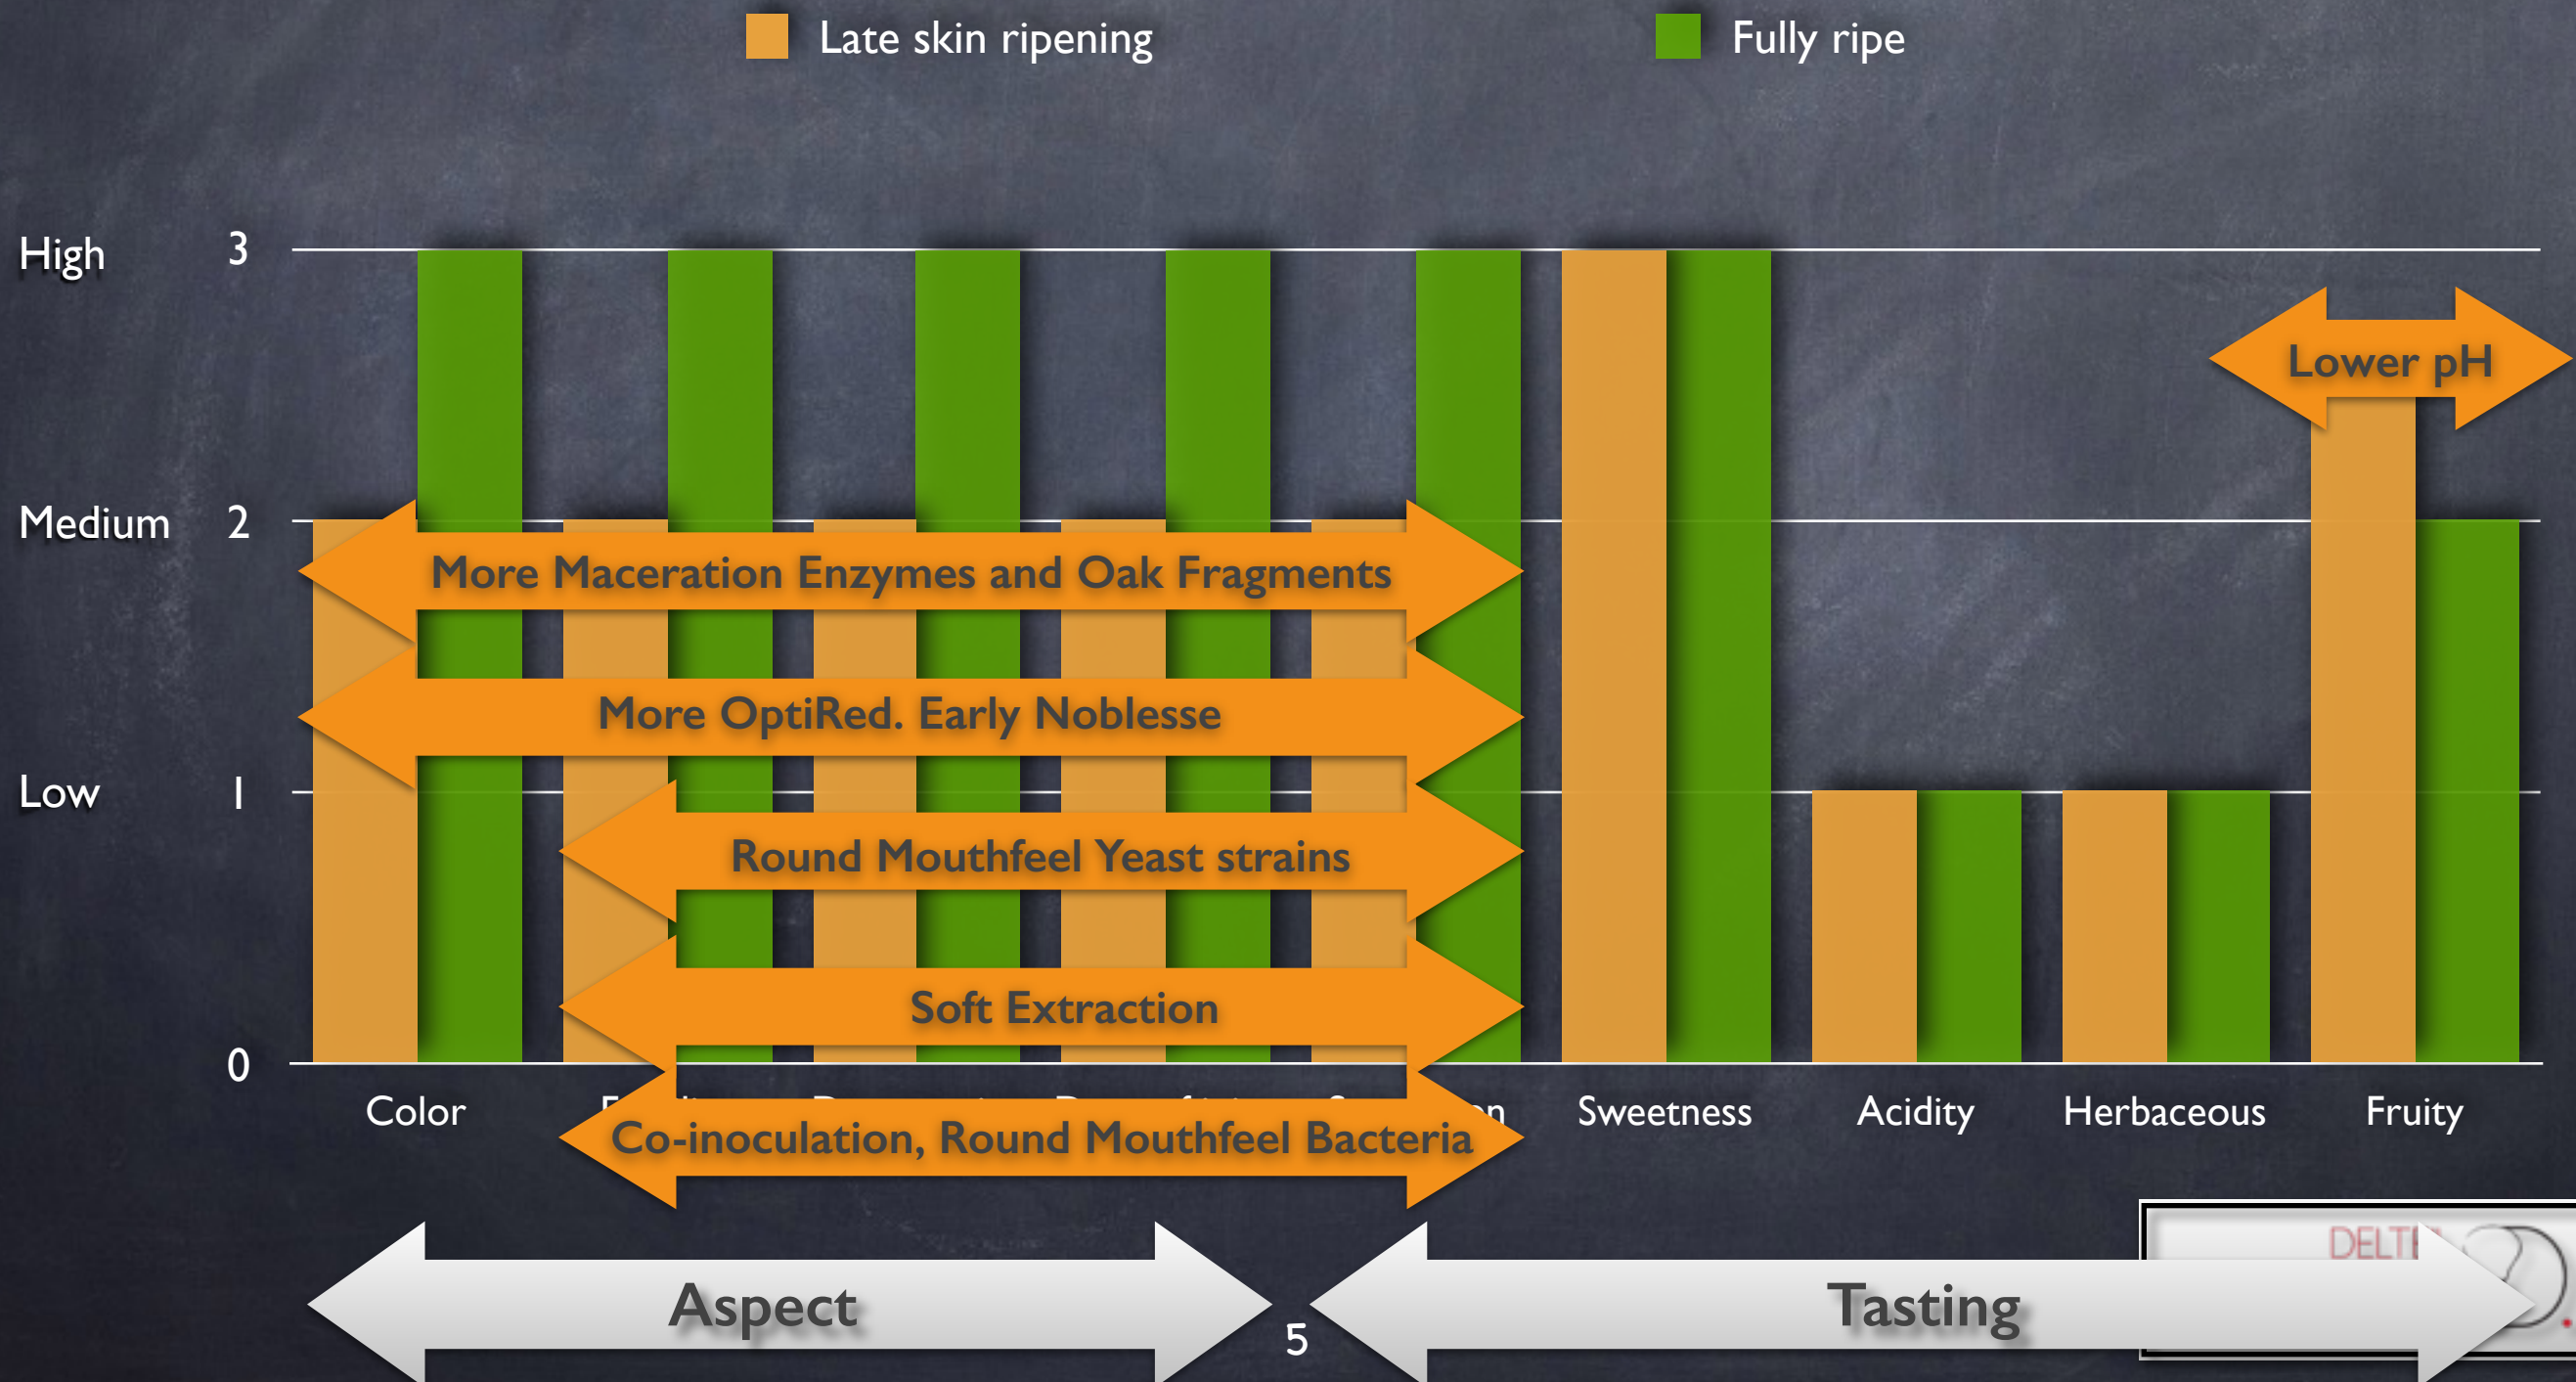 Late skin ripening
Fully ripe
High 3
Lower pH
Medium 2
More Maceration Enzymes and Oak Fragments
More OptiRed. Early Noblesse
Low 1
Round Mouthfeel Yeast strains
Soft Extraction
0
Color Sweetness Acidity Herbaceous Fruity
Co-inoculation, Round Mouthfeel Bacteria
Aspect
Tasting
5